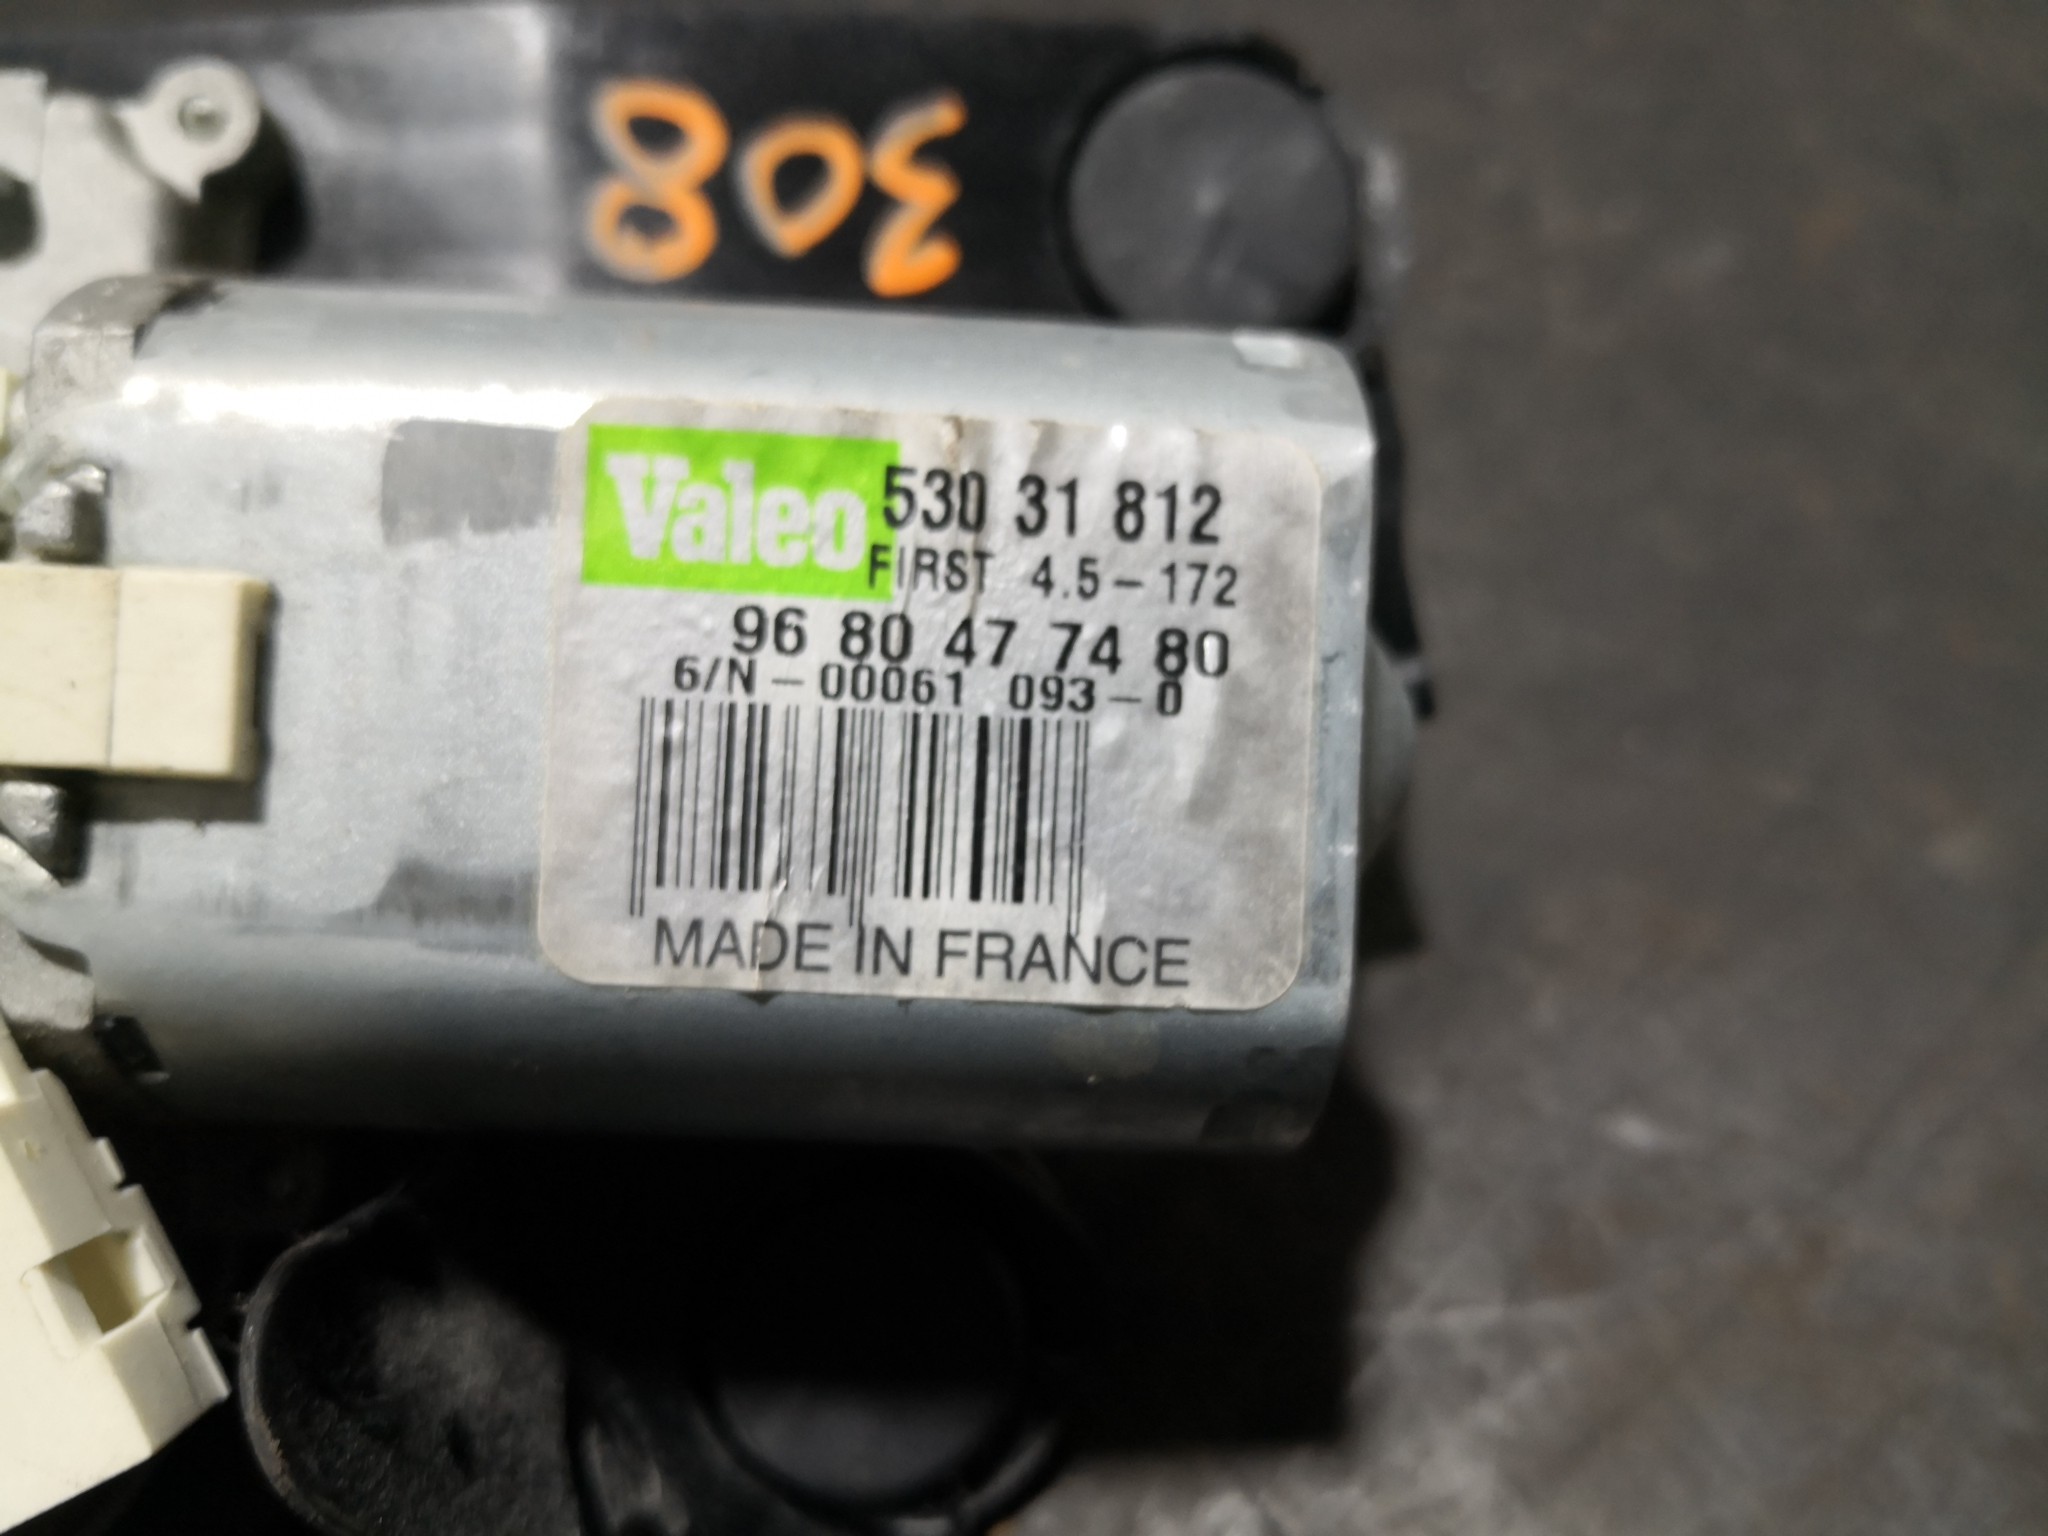 308
Valeo 530 31 812
FIRST 4.5-172
96 80 47 74 80
6/N-00061 093-0
MADE IN FRANCE